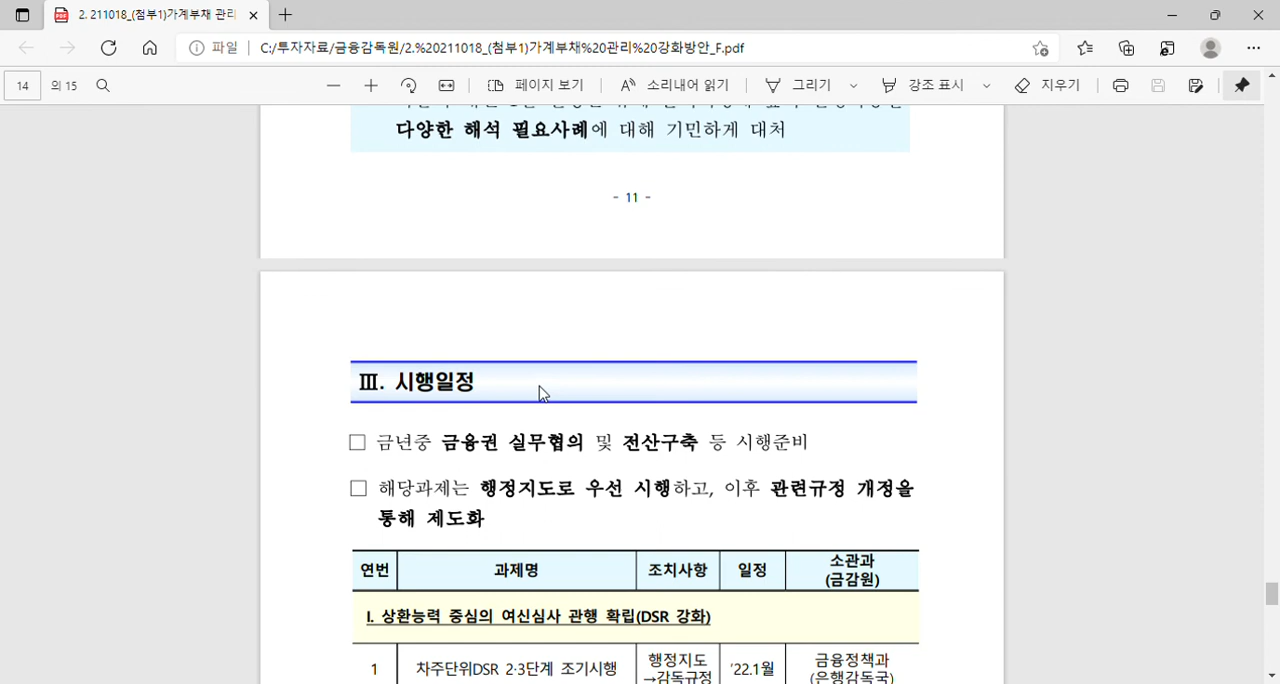 2. 211018_(첨부1)가계부채 관리
파일 C:/투자자료/금융감독원/2.%20211018_(첨부1)가계부채%20관리%20강화방안_F.pdf
14 의 15 페이지 보기 소리내어 읽기 그리기 강조 표시 지우기
다양한 해석 필요사례에 대해 기민하게 대처
- 11 -
Ⅲ. 시행일정
□ 금년중 금융권 실무협의 및 전산구축 등 시행준비
□ 해당과제는 행정지도로 우선 시행하고, 이후 관련규정 개정을
통해 제도화
연번 과제명 조치사항 일정 소관과
(금감원)
Ⅰ. 상환능력 중심의 여신심사 관행 확립(DSR 강화)
1 차주단위DSR 2·3단계 조기시행 행정지도 '22.1월 금융정책과
→감독규정 (은행감독국)